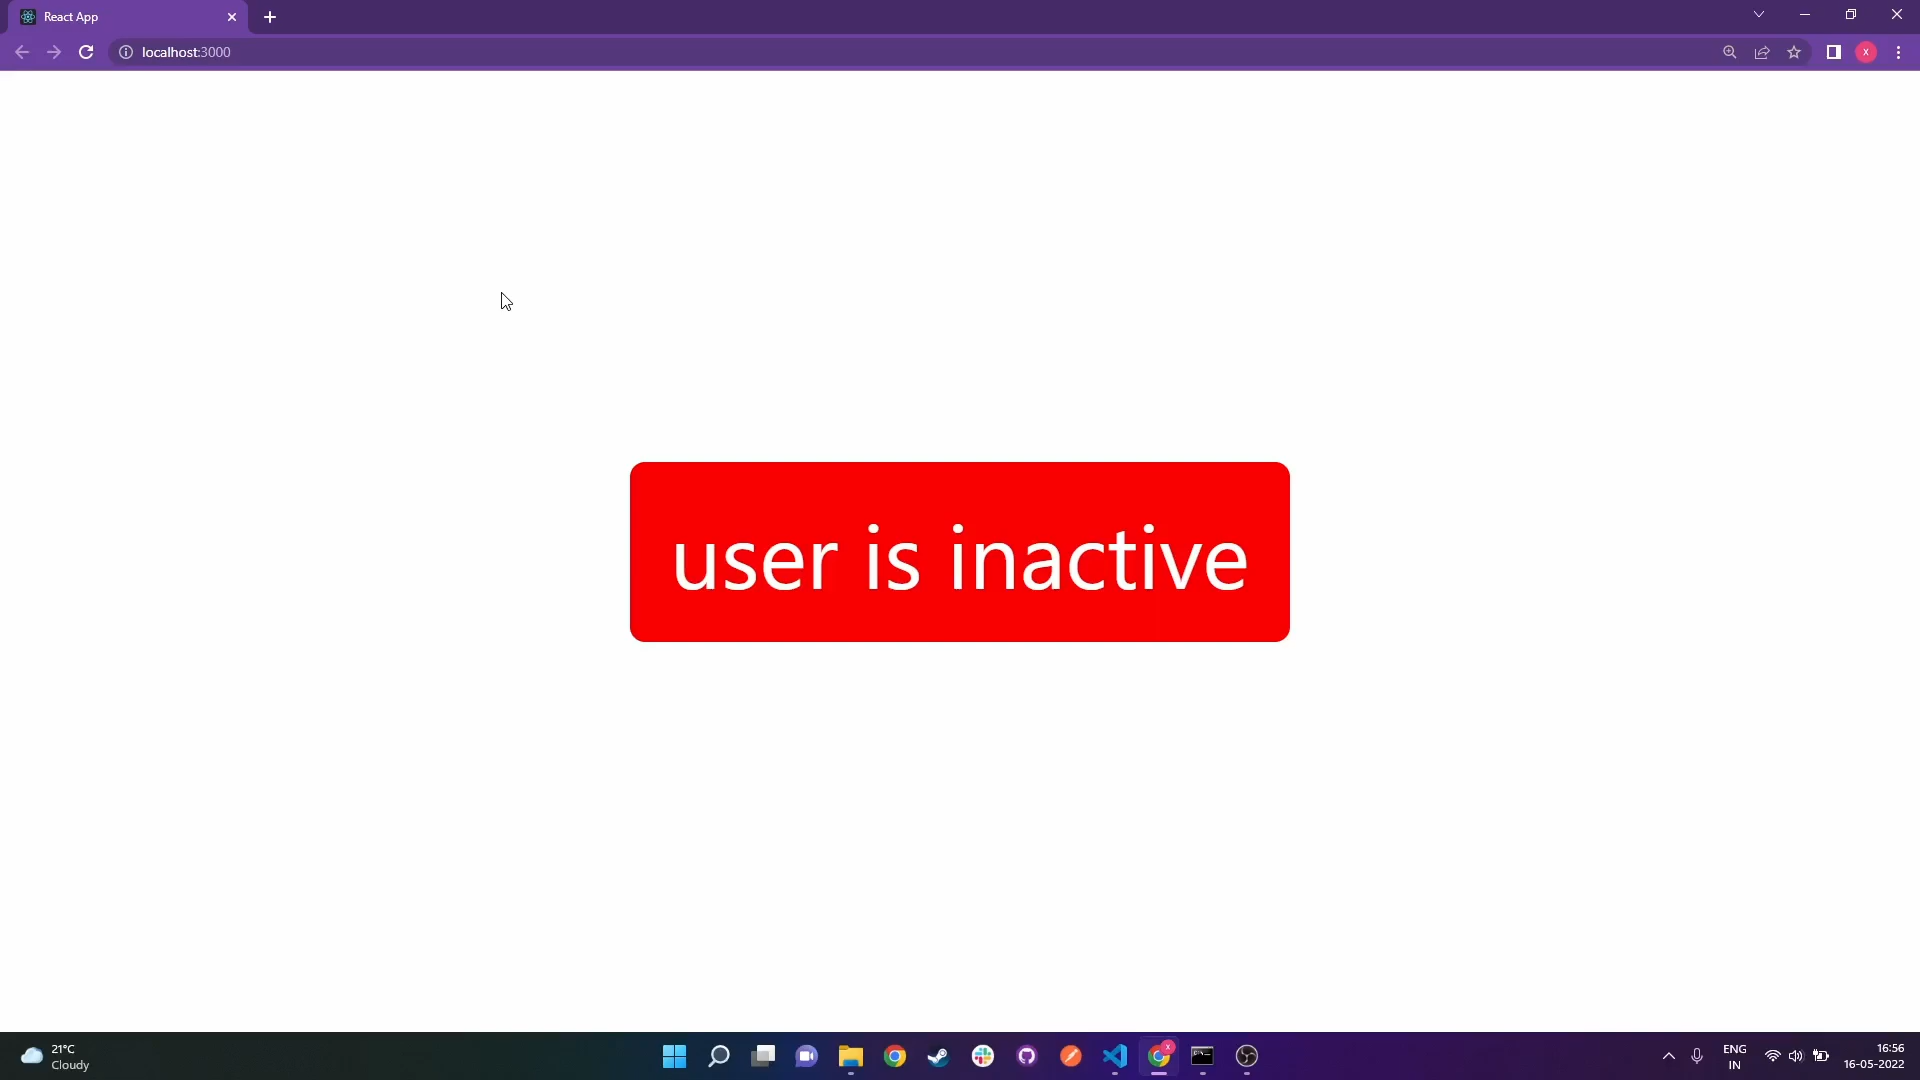 React App
localhost:3000
x
user is inactive
21°C
Cloudy
x
ENG
IN
16:56
16-05-2022